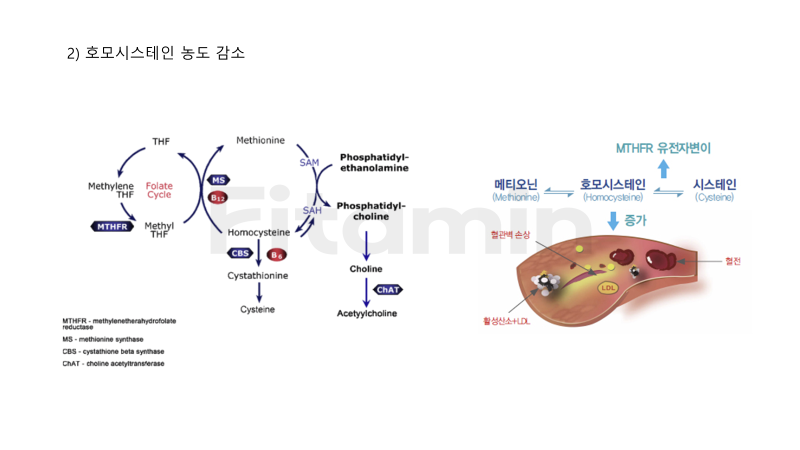 2) 호모시스테인 농도 감소
Fitamin
THF
Methionine
SAM
Phosphatidyl-
ethanolamine
Methylene
THF
Folate
Cycle
MS
B12
SAH
Phosphatidyl-
choline
MTHFR
Methyl
THF
Homocysteine
CBS
B6
Cystathionine
Choline
ChAT
Cysteine
Acetyylcholine
MTHFR - methylenetherahydrofolate
reductase
MS - methionine synthase
CBS - cystathione beta synthase
ChAT - choline acetyltransferase
MTHFR 유전자변이
메티오닌
(Methionine)
호모시스테인
(Homocysteine)
시스테인
(Cysteine)
증가
혈관벽 손상
혈전
LDL
활성산소+LDL